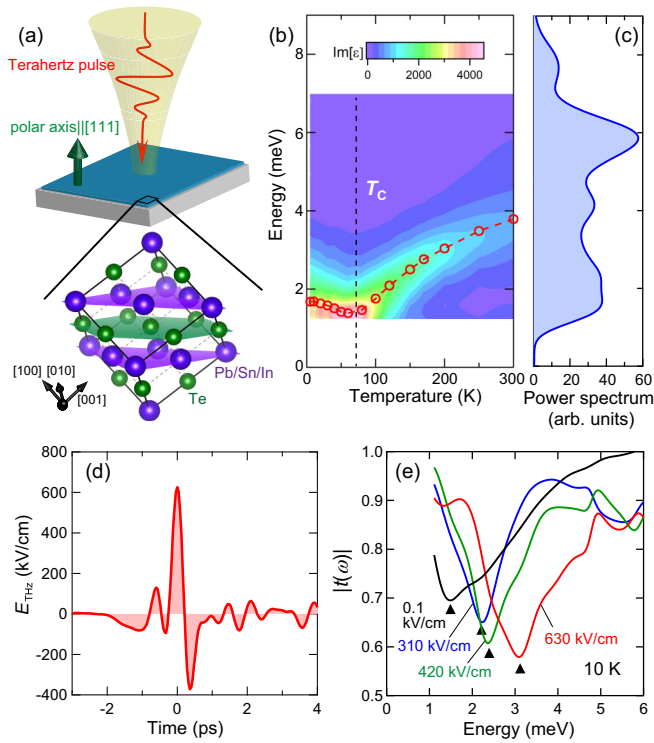 (a)
Terahertz pulse
polar axis||[111]
Pb/Sn/In
Te
[100] [010]
[001]
(b)
Im[ε]
0 2000 4000
Energy (meV)
8
6
4
2
0
T_C
0 100 200 300
Temperature (K)
(c)
0 20 40 60
Power spectrum
(arb. units)
(d)
E_THz (kV/cm)
800
600
400
200
0
-200
-400
-2 0 2 4
Time (ps)
(e)
|t(ω)|
1.0
0.9
0.8
0.7
0.6
0.5
0.1
kV/cm
310 kV/cm
420 kV/cm
630 kV/cm
10 K
0 1 2 3 4 5 6
Energy (meV)